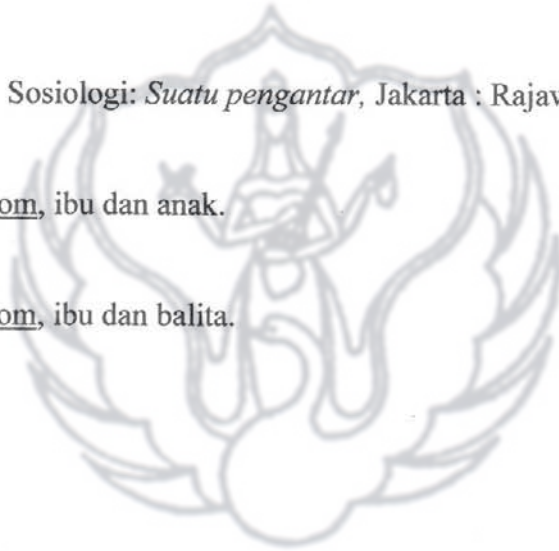 Sosiologi: Suatu pengantar, Jakarta : Rajav
om, ibu dan anak.
om, ibu dan balita.